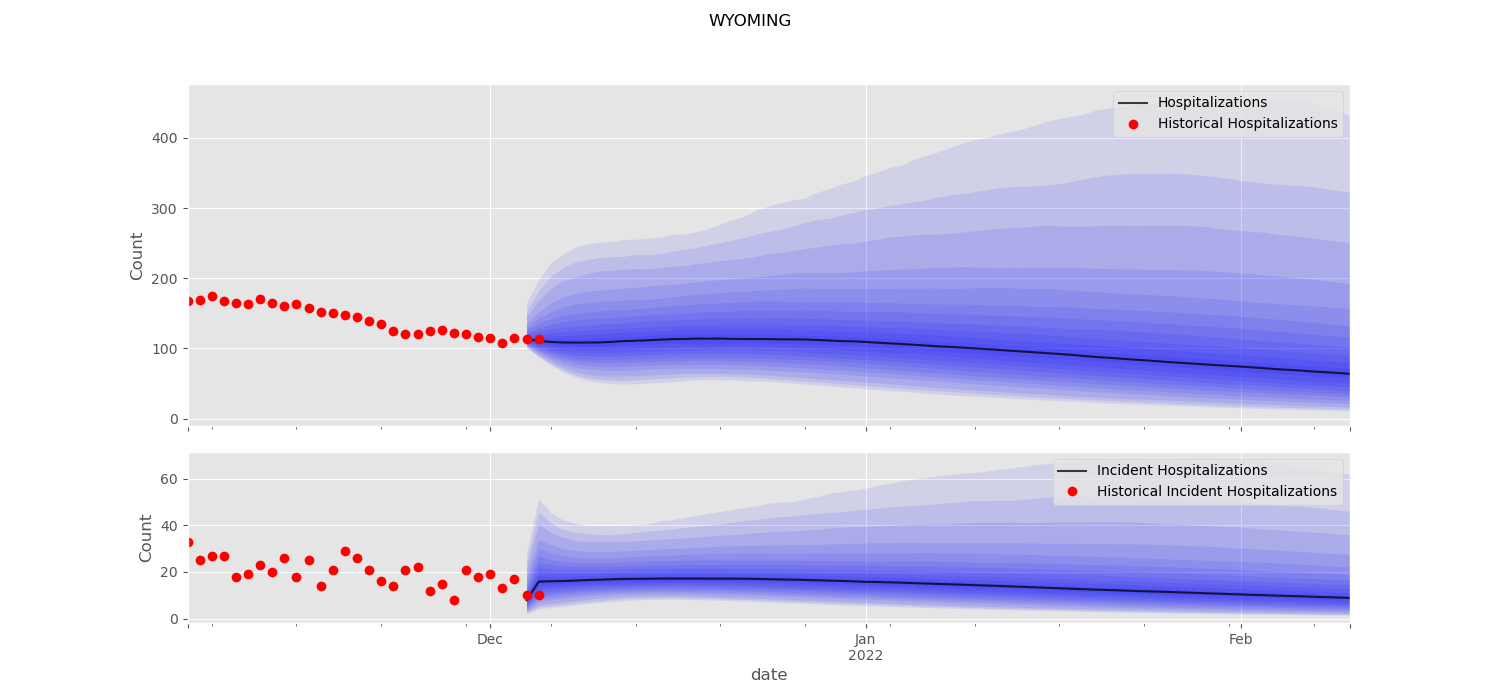 WYOMING
Hospitalizations
Historical Hospitalizations
400
300
200
100
0
Count
Incident Hospitalizations
Historical Incident Hospitalizations
60
40
20
0
Count
Dec
Jan
2022
Feb
date